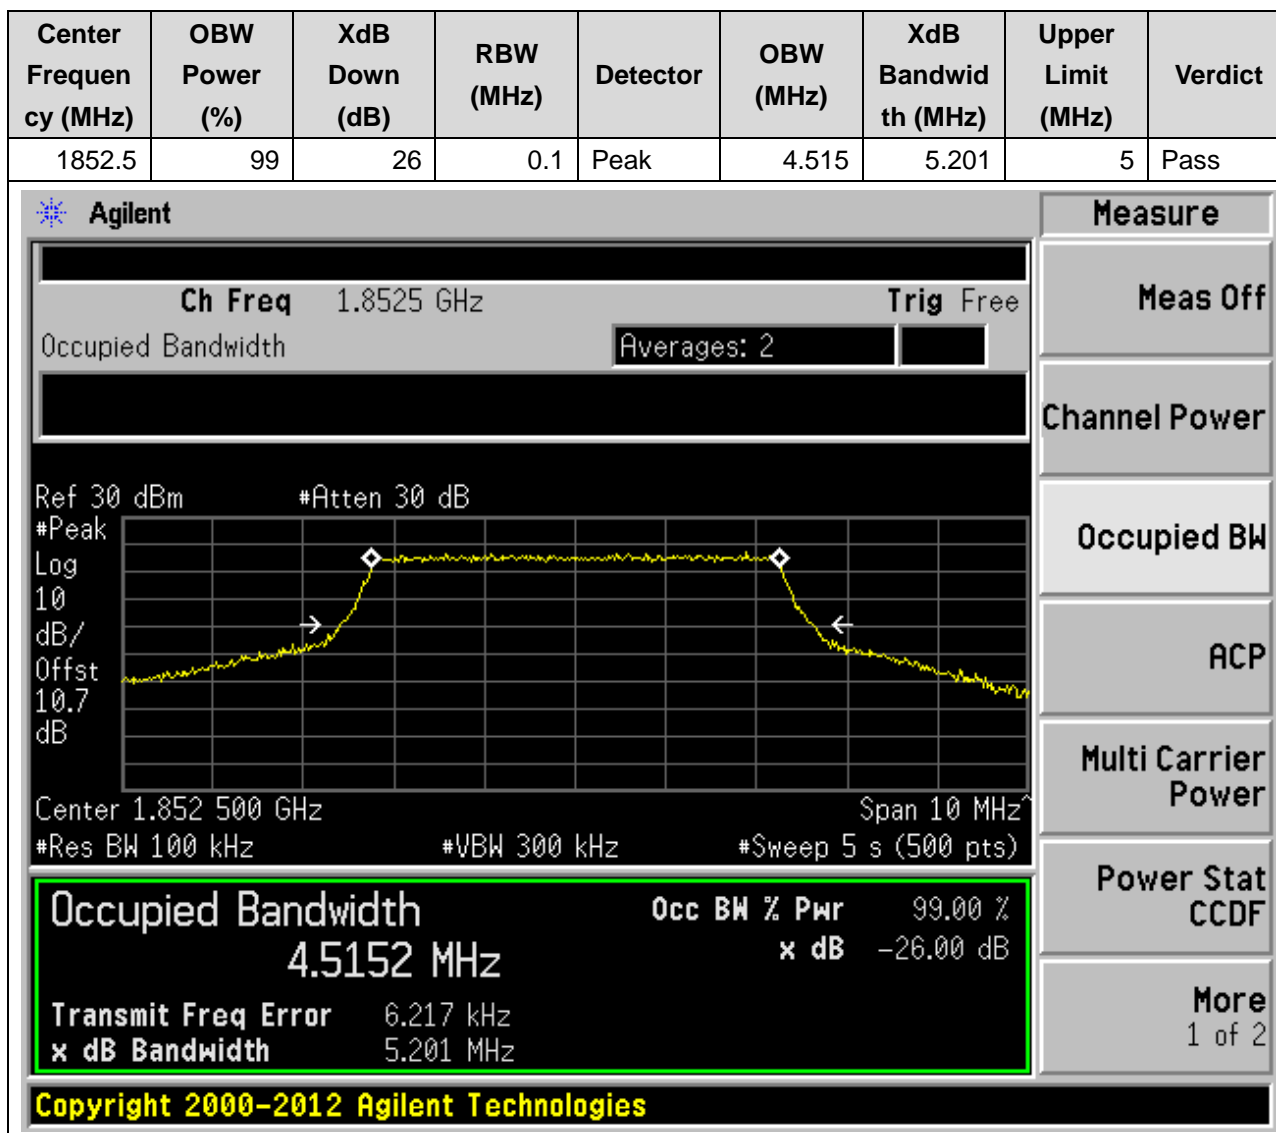 Center Frequen cy (MHz)	OBW Power (%)	XdB Down (dB)	RBW (MHz)	Detector	OBW (MHz)	XdB Bandwid th (MHz)	Upper Limit (MHz)	Verdict
1852.5	99	26	0.1	Peak	4.515	5.201	5	Pass
Agilent
Measure
Ch Freq 1.8525 GHz Trig Free
Meas Off
Occupied Bandwidth
Averages: 2
Channel Power
Ref 30 dBm #Atten 30 dB
#Peak
Log
10
dB/
Offst
10.7
dB
Occupied BW
ACP
Multi Carrier
Power
Center 1.852 500 GHz Span 10 MHz^
#Res BW 100 kHz #VBW 300 kHz #Sweep 5 s (500 pts)
Power Stat
CCDF
Occupied Bandwidth
4.5152 MHz
Occ BW % Pwr 99.00 %
x dB -26.00 dB
Transmit Freq Error 6.217 kHz
x dB Bandwidth 5.201 MHz
More
1 of 2
Copyright 2000-2012 Agilent Technologies